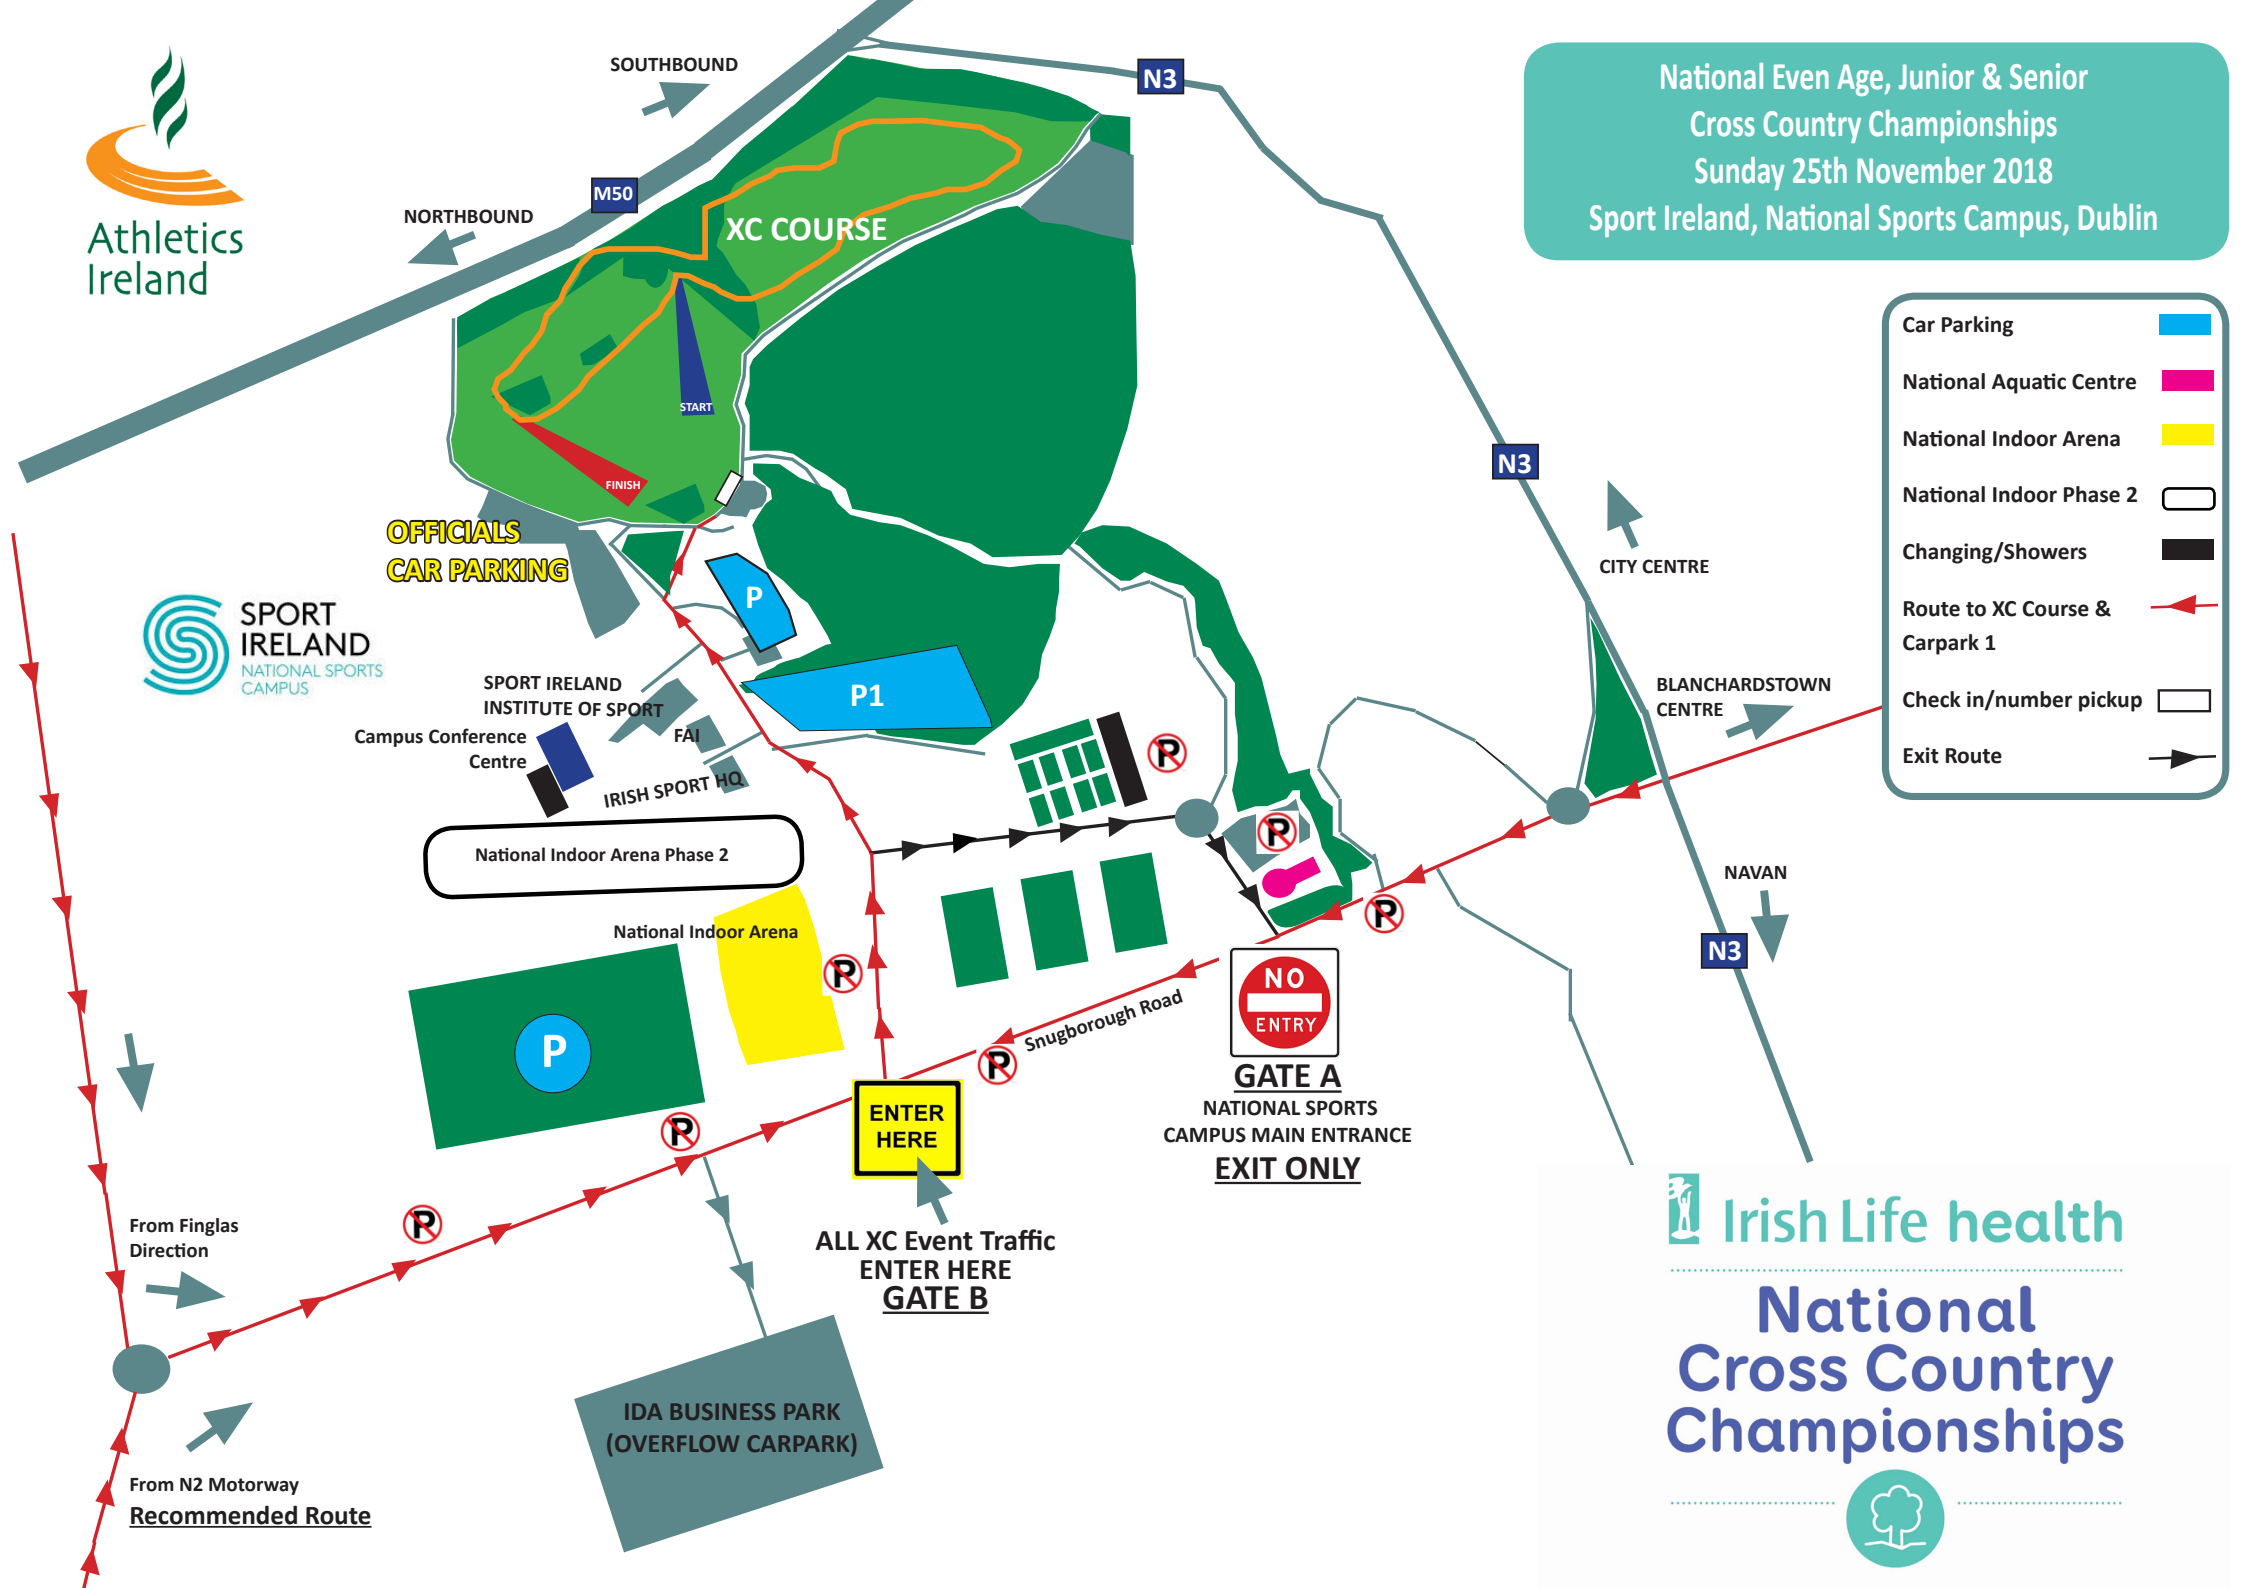 SOUTHBOUND
N3
National Even Age, Junior & Senior
Cross Country Championships
Sunday 25th November 2018
Sport Ireland, National Sports Campus, Dublin
Athletics
Ireland
M50
NORTHBOUND
XC COURSE
START
FINISH
N3
Car Parking
National Aquatic Centre
National Indoor Arena
National Indoor Phase 2
Changing/Showers
Route to XC Course &
Carpark 1
Check in/number pickup
Exit Route
OFFICIALS
CAR PARKING
CITY CENTRE
P
SPORT
IRELAND
NATIONAL SPORTS
CAMPUS
SPORT IRELAND
INSTITUTE OF SPORT
P1
BLANCHARDSTOWN
CENTRE
FAI
Campus Conference
Centre
IRISH SPORT HQ
P
P
National Indoor Arena Phase 2
NAVAN
P
National Indoor Arena
N3
P
P
NO
ENTRY
Snugborough Road
P
P
GATE A
NATIONAL SPORTS
CAMPUS MAIN ENTRANCE
EXIT ONLY
ENTER
HERE
P
P
From Finglas
Direction
ALL XC Event Traffic
ENTER HERE
GATE B
Irish Life health
National
Cross Country
Championships
IDA BUSINESS PARK
(OVERFLOW CARPARK)
From N2 Motorway
Recommended Route